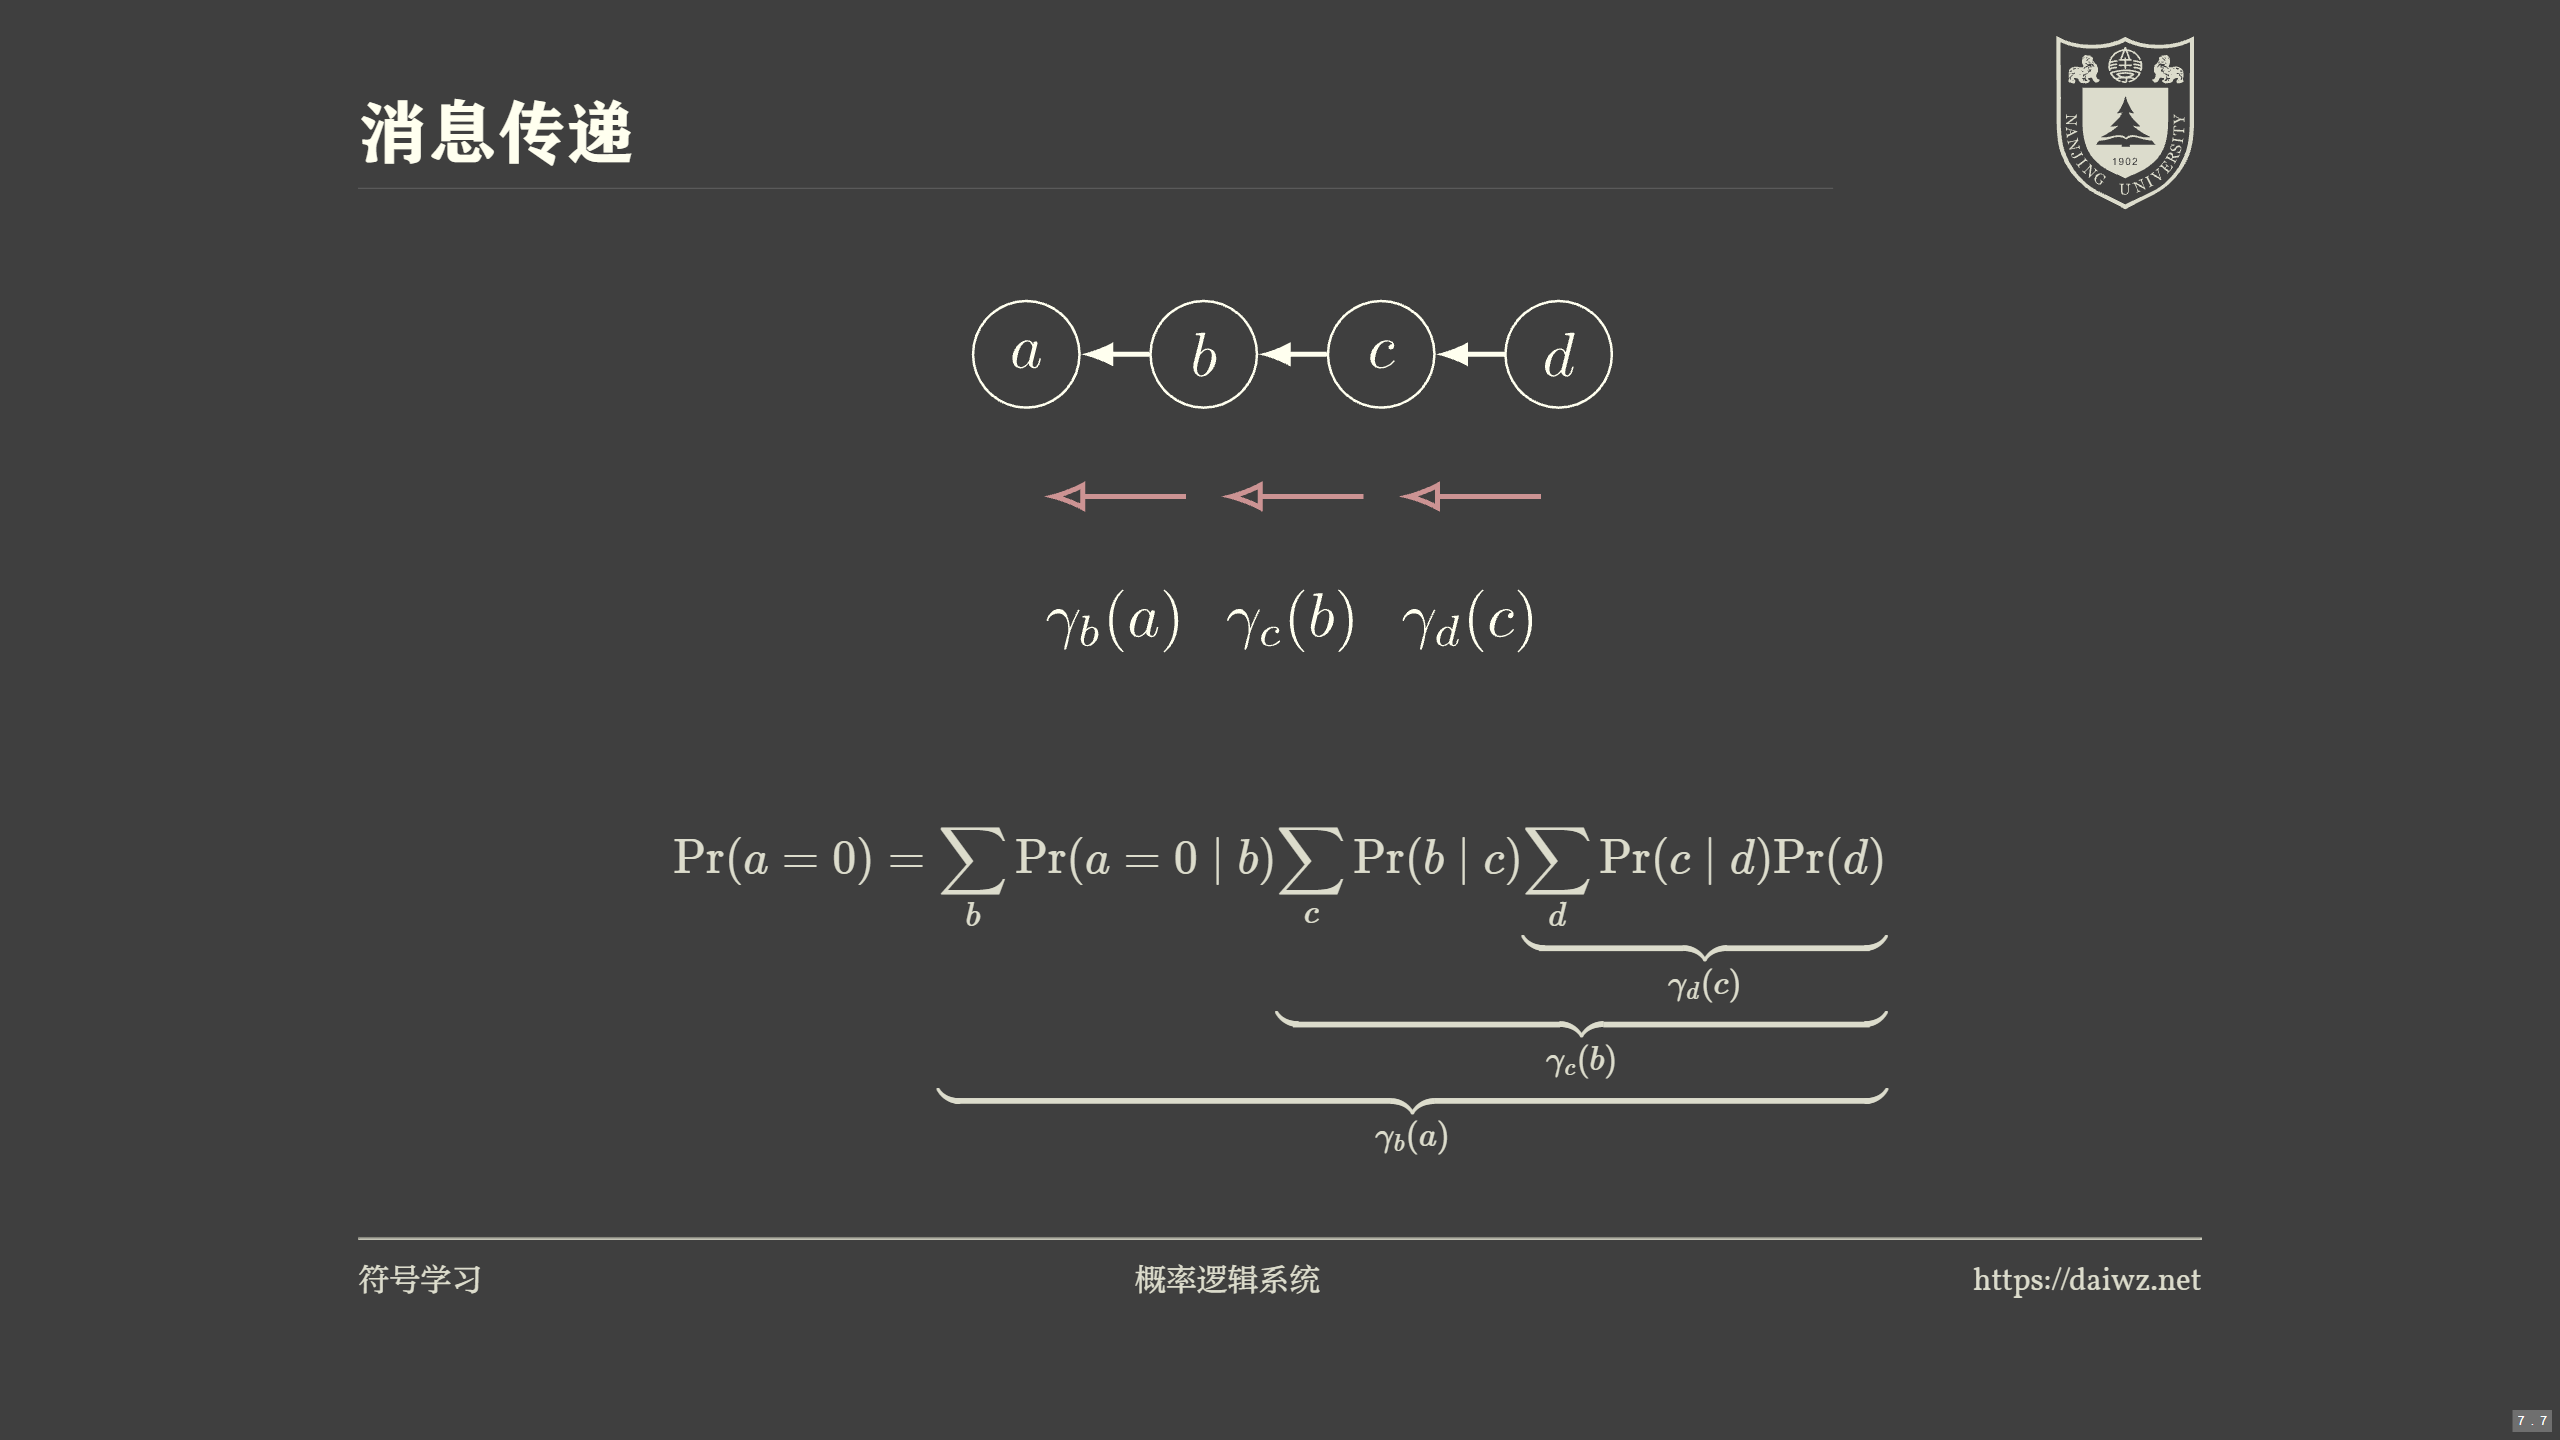 消息传递
NANJING UNIVERSITY
1902
a b c d
γ_b(a) γ_c(b) γ_d(c)
Pr(a = 0) = ∑_b Pr(a = 0 | b) ∑_c Pr(b | c) ∑_d Pr(c | d)Pr(d)
γ_d(c)
γ_c(b)
γ_b(a)
符号学习 概率逻辑系统 https://daiwz.net
7 . 7